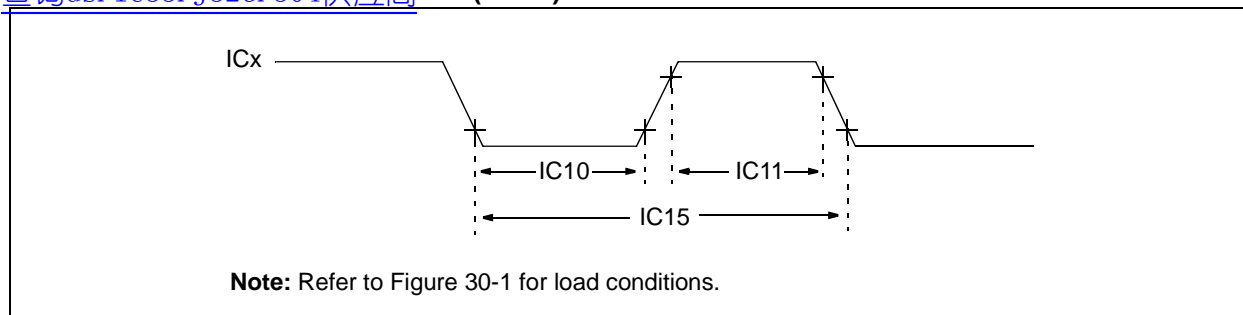 ICx
IC10
IC11
IC15
Note: Refer to Figure 30-1 for load conditions.